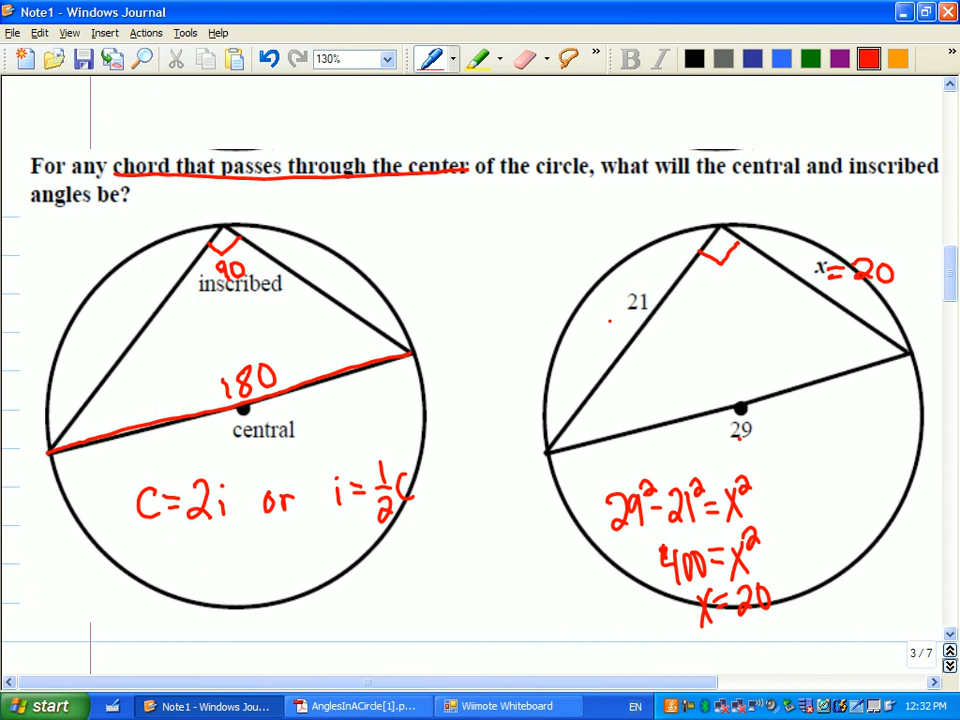 Note1 - Windows Journal
File Edit View Insert Actions Tools Help
130%
For any chord that passes through the center of the circle, what will the central and inscribed
angles be?
90
inscribed
180
central
C=2i or i=½C
x=20
21
29
29²-21²=x²
400=x²
x=20
3 / 7
start
Note1 - Windows Jou...
AnglesInACircle[1].p...
Wiimote Whiteboard
EN
12:32 PM